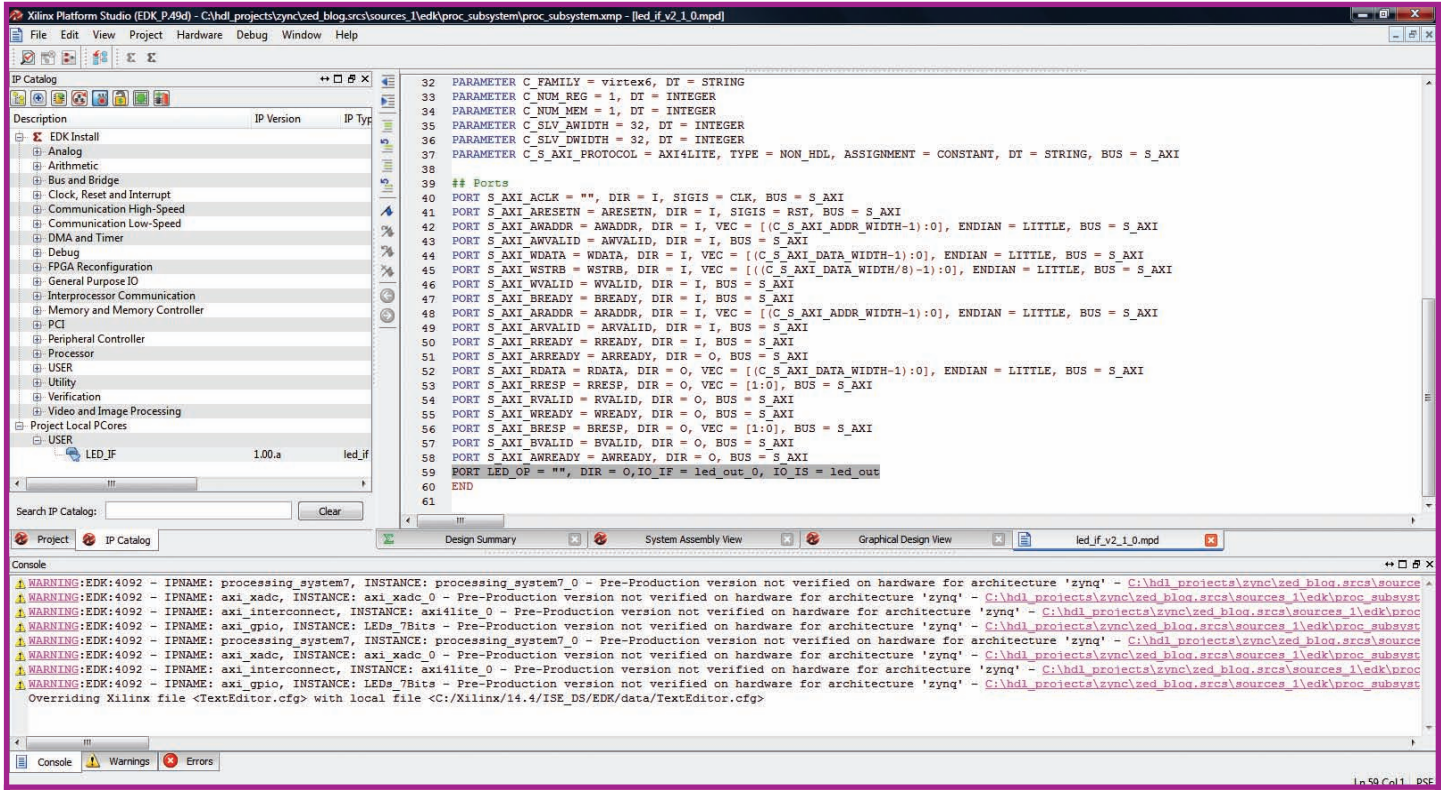 Xilinx Platform Studio (EDK_P.49d) - C:\hdl_projects\zync\zed_blog.srcs\sources_1\edk\proc_subsystem\proc_subsystem.xmp - [led_if_v2_1_0.mpd]
File Edit View Project Hardware Debug Window Help
IP Catalog
Description IP Version IP Typ
EDK Install
Analog
Arithmetic
Bus and Bridge
Clock, Reset and Interrupt
Communication High-Speed
Communication Low-Speed
DMA and Timer
Debug
FPGA Reconfiguration
General Purpose IO
Interprocessor Communication
Memory and Memory Controller
PCI
Peripheral Controller
Processor
USER
Utility
Verification
Video and Image Processing
Project Local PCores
USER
LED_IF 1.00.a led_if
Search IP Catalog: Clear
Project IP Catalog
32 PARAMETER C_FAMILY = virtex6, DT = STRING
33 PARAMETER C_NUM_REG = 1, DT = INTEGER
34 PARAMETER C_NUM_MEM = 1, DT = INTEGER
35 PARAMETER C_SLV_AWIDTH = 32, DT = INTEGER
36 PARAMETER C_SLV_DWIDTH = 32, DT = INTEGER
37 PARAMETER C_S_AXI_PROTOCOL = AXI4LITE, TYPE = NON_HDL, ASSIGNMENT = CONSTANT, DT = STRING, BUS = S_AXI
38
39 ## Ports
40 PORT S_AXI_ACLK = "", DIR = I, SIGIS = CLK, BUS = S_AXI
41 PORT S_AXI_ARESETN = ARESETN, DIR = I, SIGIS = RST, BUS = S_AXI
42 PORT S_AXI_AWADDR = AWADDR, DIR = I, VEC = [(C_S_AXI_ADDR_WIDTH-1):0], ENDIAN = LITTLE, BUS = S_AXI
43 PORT S_AXI_AWVALID = AWVALID, DIR = I, BUS = S_AXI
44 PORT S_AXI_WDATA = WDATA, DIR = I, VEC = [(C_S_AXI_DATA_WIDTH-1):0], ENDIAN = LITTLE, BUS = S_AXI
45 PORT S_AXI_WSTRB = WSTRB, DIR = I, VEC = [((C_S_AXI_DATA_WIDTH/8)-1):0], ENDIAN = LITTLE, BUS = S_AXI
46 PORT S_AXI_WVALID = WVALID, DIR = I, BUS = S_AXI
47 PORT S_AXI_BREADY = BREADY, DIR = I, BUS = S_AXI
48 PORT S_AXI_ARADDR = ARADDR, DIR = I, VEC = [(C_S_AXI_ADDR_WIDTH-1):0], ENDIAN = LITTLE, BUS = S_AXI
49 PORT S_AXI_ARVALID = ARVALID, DIR = I, BUS = S_AXI
50 PORT S_AXI_RREADY = RREADY, DIR = I, BUS = S_AXI
51 PORT S_AXI_ARREADY = ARREADY, DIR = O, BUS = S_AXI
52 PORT S_AXI_RDATA = RDATA, DIR = O, VEC = [(C_S_AXI_DATA_WIDTH-1):0], ENDIAN = LITTLE, BUS = S_AXI
53 PORT S_AXI_RRESP = RRESP, DIR = O, VEC = [1:0], BUS = S_AXI
54 PORT S_AXI_RVALID = RVALID, DIR = O, BUS = S_AXI
55 PORT S_AXI_WREADY = WREADY, DIR = O, BUS = S_AXI
56 PORT S_AXI_BRESP = BRESP, DIR = O, VEC = [1:0], BUS = S_AXI
57 PORT S_AXI_BVALID = BVALID, DIR = O, BUS = S_AXI
58 PORT S_AXI_AWREADY = AWREADY, DIR = O, BUS = S_AXI
59 PORT LED_OP = "", DIR = O,IO_IF = led_out_0, IO_IS = led_out
60 END
61
Design Summary System Assembly View Graphical Design View led_if_v2_1_0.mpd
Console
WARNING:EDK:4092 - IPNAME: processing_system7, INSTANCE: processing_system7_0 - Pre-Production version not verified on hardware for architecture 'zynq' - C:\hdl_projects\zync\zed_blog.srcs\source
WARNING:EDK:4092 - IPNAME: axi_xadc, INSTANCE: axi_xadc_0 - Pre-Production version not verified on hardware for architecture 'zynq' - C:\hdl_projects\zync\zed_blog.srcs\sources_1\edk\proc_subsyst
WARNING:EDK:4092 - IPNAME: axi_interconnect, INSTANCE: axi4lite_0 - Pre-Production version not verified on hardware for architecture 'zynq' - C:\hdl_projects\zync\zed_blog.srcs\sources_1\edk\proc
WARNING:EDK:4092 - IPNAME: axi_gpio, INSTANCE: LEDs_7Bits - Pre-Production version not verified on hardware for architecture 'zynq' - C:\hdl_projects\zync\zed_blog.srcs\sources_1\edk\proc_subsyst
WARNING:EDK:4092 - IPNAME: processing_system7, INSTANCE: processing_system7_0 - Pre-Production version not verified on hardware for architecture 'zynq' - C:\hdl_projects\zync\zed_blog.srcs\source
WARNING:EDK:4092 - IPNAME: axi_xadc, INSTANCE: axi_xadc_0 - Pre-Production version not verified on hardware for architecture 'zynq' - C:\hdl_projects\zync\zed_blog.srcs\sources_1\edk\proc_subsyst
WARNING:EDK:4092 - IPNAME: axi_interconnect, INSTANCE: axi4lite_0 - Pre-Production version not verified on hardware for architecture 'zynq' - C:\hdl_projects\zync\zed_blog.srcs\sources_1\edk\proc
WARNING:EDK:4092 - IPNAME: axi_gpio, INSTANCE: LEDs_7Bits - Pre-Production version not verified on hardware for architecture 'zynq' - C:\hdl_projects\zync\zed_blog.srcs\sources_1\edk\proc_subsyst
Overriding Xilinx file <TextEditor.cfg> with local file <C:/Xilinx/14.4/ISE_DS/EDK/data/TextEditor.cfg>
Console Warnings Errors
Ln 59 Col 1 PSF